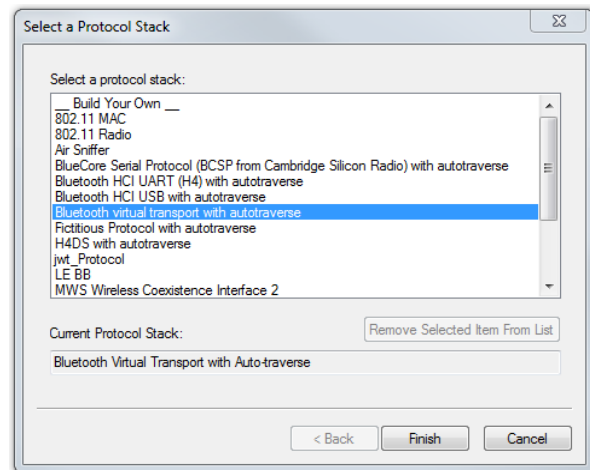 Select a Protocol Stack
Select a protocol stack:
__ Build Your Own __
802.11 MAC
802.11 Radio
Air Sniffer
BlueCore Serial Protocol (BCSP from Cambridge Silicon Radio) with autotraverse
Bluetooth HCI UART (H4) with autotraverse
Bluetooth HCI USB with autotraverse
Bluetooth virtual transport with autotraverse
Fictitious Protocol with autotraverse
H4DS with autotraverse
jwt_Protocol
LE BB
MWS Wireless Coexistence Interface 2
Current Protocol Stack:
Remove Selected Item From List
Bluetooth Virtual Transport with Auto-traverse
< Back
Finish
Cancel